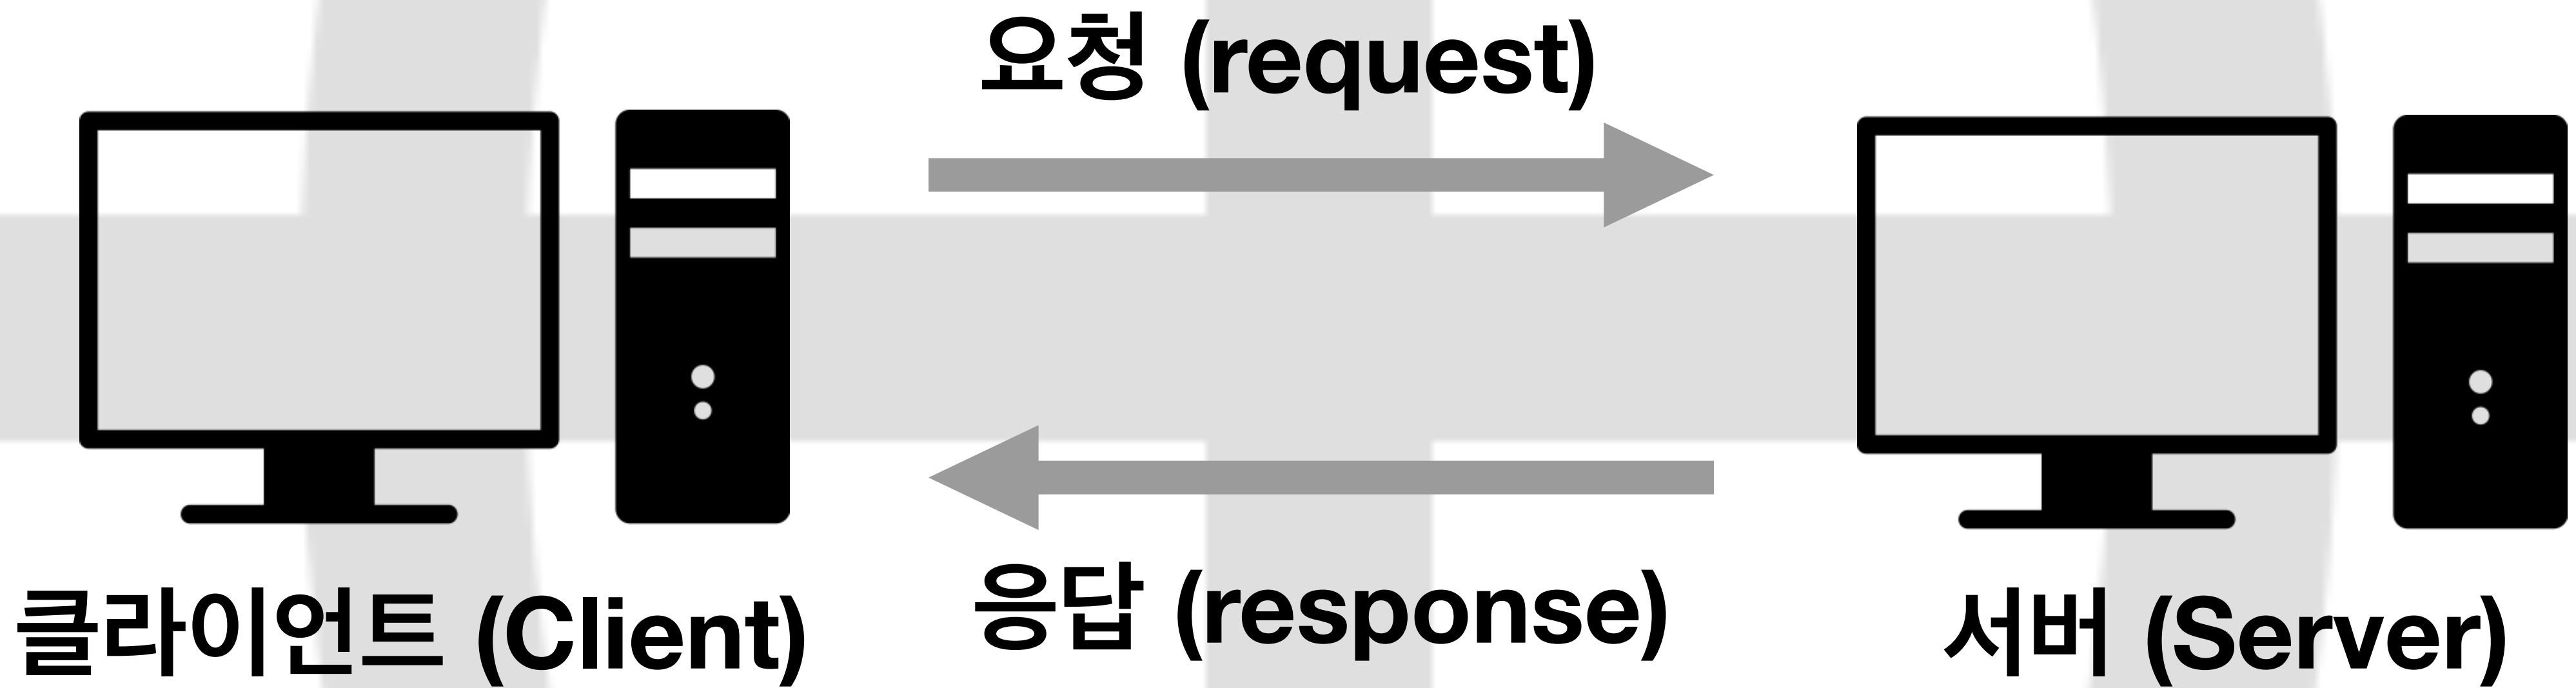 요청 (request)
클라이언트 (Client)
응답 (response)
서버 (Server)